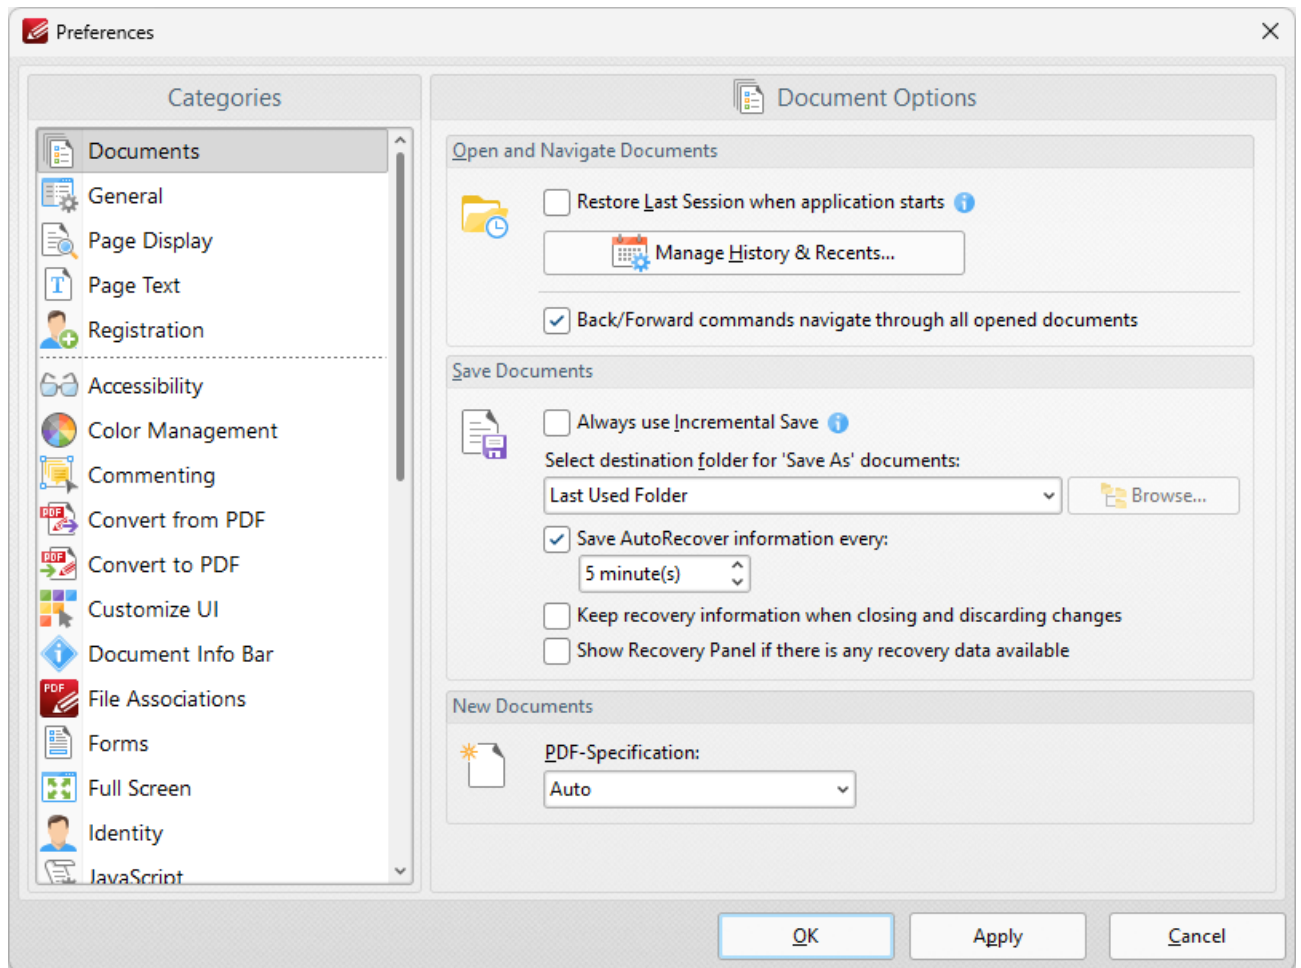 Preferences
Categories
Documents
General
Page Display
Page Text
Registration
Accessibility
Color Management
Commenting
Convert from PDF
Convert to PDF
Customize UI
Document Info Bar
File Associations
Forms
Full Screen
Identity
JavaScript
Document Options
Open and Navigate Documents
Restore Last Session when application starts
Manage History & Recents...
Back/Forward commands navigate through all opened documents
Save Documents
Always use Incremental Save
Select destination folder for 'Save As' documents:
Last Used Folder
Browse...
Save AutoRecover information every:
5 minute(s)
Keep recovery information when closing and discarding changes
Show Recovery Panel if there is any recovery data available
New Documents
PDF-Specification:
Auto
OK
Apply
Cancel